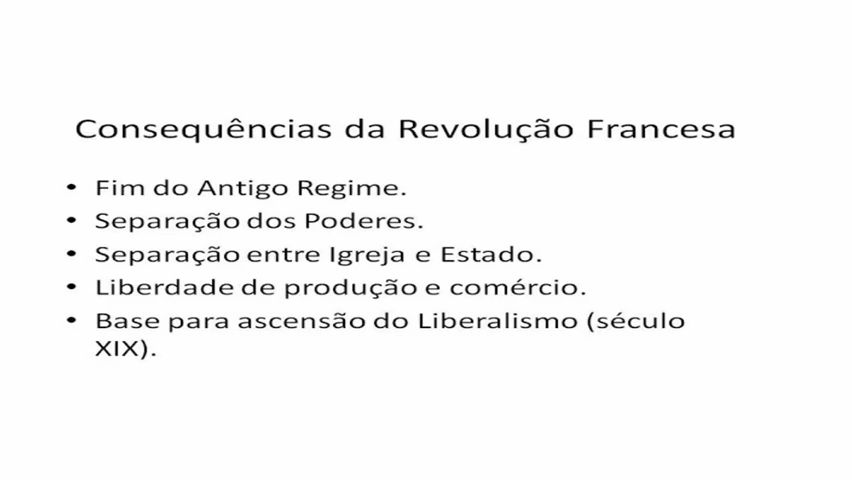 Consequências da Revolução Francesa
• Fim do Antigo Regime.
• Separação dos Poderes.
• Separação entre Igreja e Estado.
• Liberdade de produção e comércio.
• Base para ascensão do Liberalismo (século
XIX).